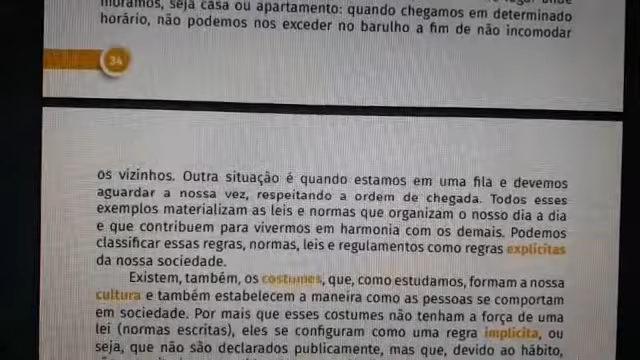 moramos, seja casa ou apartamento: quando chegamos em determinado
horário, não podemos nos exceder no barulho a fim de não incomodar
34
os vizinhos. Outra situação é quando estamos em uma fila e devemos
aguardar a nossa vez, respeitando a ordem de chegada. Todos esses
exemplos materializam as leis e normas que organizam o nosso dia a dia
e que contribuem para vivermos em harmonia com os demais. Podemos
classificar essas regras, normas, leis e regulamentos como regras explícitas
da nossa sociedade.
Existem, também, os costumes, que, como estudamos, formam a nossa
cultura e também estabelecem a maneira como as pessoas se comportam
em sociedade. Por mais que esses costumes não tenham a força de uma
lei (normas escritas), eles se configuram como uma regra implícita, ou
seja, que não são declarados publicamente, mas que, devido ao hábito,